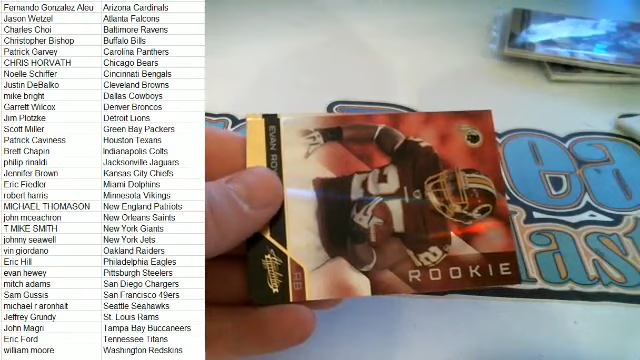 Fernando Gonzalez Aleu Arizona Cardinals
Jason Wetzel Atlanta Falcons
Charles Choi Baltimore Ravens
Christopher Bishop Buffalo Bills
Patrick Garvey Carolina Panthers
CHRIS HORVATH Chicago Bears
Noelle Schiffer Cincinnati Bengals
Justin DeBalko Cleveland Browns
mike bright Dallas Cowboys
Garrett Wilcox Denver Broncos
Jim Plotzke Detroit Lions
Scott Miller Green Bay Packers
Patrick Caviness Houston Texans
Brett Chapin Indianapolis Colts
philip rinaldi Jacksonville Jaguars
Jennifer Brown Kansas City Chiefs
Eric Fiedler Miami Dolphins
robert harris Minnesota Vikings
MICHAEL THOMASON New England Patriots
john mceachron New Orleans Saints
T MIKE SMITH New York Giants
johnny seawell New York Jets
vin giordano Oakland Raiders
Eric Hill Philadelphia Eagles
evan hewey Pittsburgh Steelers
mitch adams San Diego Chargers
Sam Gussis San Francisco 49ers
michael r aronhalt Seattle Seahawks
Jeffrey Grundy St. Louis Rams
John Magri Tampa Bay Buccaneers
Eric Ford Tennessee Titans
william moore Washington Redskins
EVAN
RB
Absolute
25
ROOKIE